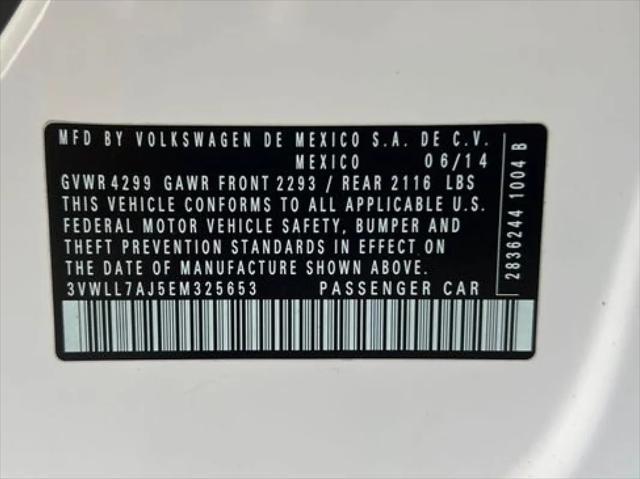 MFD BY VOLKSWAGEN DE MEXICO S.A. DE C.V.
MEXICO 06/14
GVWR 4299 GAWR FRONT 2293 / REAR 2116 LBS
THIS VEHICLE CONFORMS TO ALL APPLICABLE U.S.
FEDERAL MOTOR VEHICLE SAFETY, BUMPER AND
THEFT PREVENTION STANDARDS IN EFFECT ON
THE DATE OF MANUFACTURE SHOWN ABOVE.
3VWLL7AJ5EM325653 PASSENGER CAR
2836244 1004 B